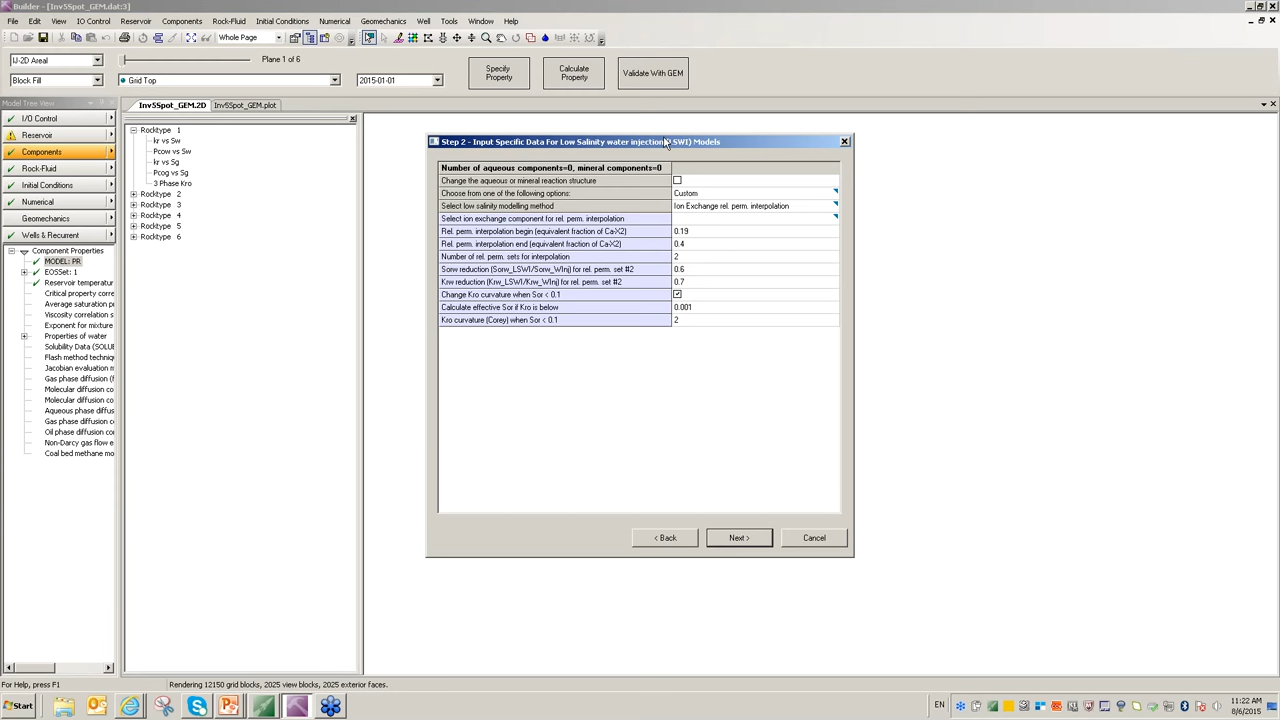 Builder - [Inv5Spot_GEM.dat:3]
File Edit View IO Control Reservoir Components Rock-Fluid Initial Conditions Numerical Geomechanics Well Tools Window Help
Whole Page
IJ-2D Areal
Plane 1 of 6
Block Fill
Grid Top
2015-01-01
Specify Property
Calculate Property
Validate With GEM
Model Tree View
Inv5Spot_GEM.2D
Inv5Spot_GEM.plot
I/O Control
Reservoir
Components
Rock-Fluid
Initial Conditions
Numerical
Geomechanics
Wells & Recurrent
Component Properties
MODEL: PR
EOSSet: 1
Reservoir temperatur
Critical property corre
Average saturation p
Viscosity correlation s
Exponent for mixture
Properties of water
Solubility Data (SOLU
Flash method techniqu
Jacobian evaluation m
Gas phase diffusion (f
Molecular diffusion co
Molecular diffusion co
Aqueous phase diffus
Gas phase diffusion c
Oil phase diffusion co
Non-Darcy gas flow e
Coal bed methane mo
Rocktype 1
kr vs Sw
Pcow vs Sw
kr vs Sg
Pcog vs Sg
3 Phase Kro
Rocktype 2
Rocktype 3
Rocktype 4
Rocktype 5
Rocktype 6
Step 2 - Input Specific Data For Low Salinity water injection LSWI) Models
Number of aqueous components=0, mineral components=0
Change the aqueous or mineral reaction structure
Choose from one of the following options: Custom
Select low salinity modelling method Ion Exchange rel. perm. interpolation
Select ion exchange component for rel. perm. interpolation
Rel. perm. interpolation begin (equivalent fraction of Ca-X2) 0.19
Rel. perm. interpolation end (equivalent fraction of Ca-X2) 0.4
Number of rel. perm. sets for interpolation 2
Sorw reduction (Sorw_LSWI/Sorw_WInj) for rel. perm. set #2 0.6
Krw reduction (Krw_LSWI/Krw_WInj) for rel. perm. set #2 0.7
Change Kro curvature when Sor < 0.1
Calculate effective Sor if Kro is below 0.001
Kro curvature (Corey) when Sor < 0.1 2
< Back
Next >
Cancel
For Help, press F1
Rendering 12150 grid blocks, 2025 view blocks, 2025 exterior faces.
Start
EN
11:22 AM
8/6/2015